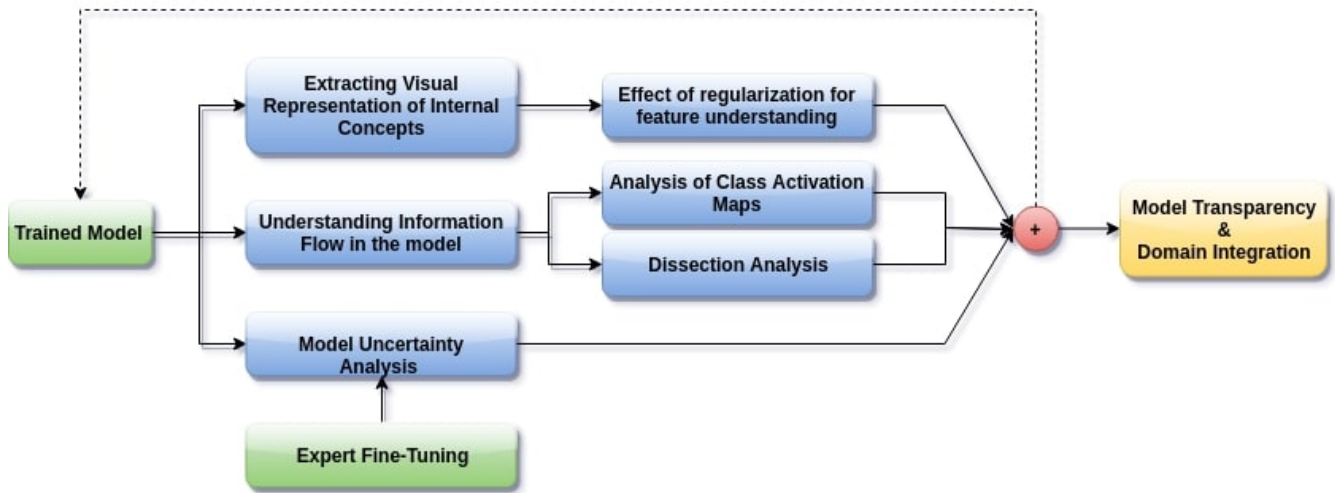 Extracting Visual
Representation of Internal
Concepts
Effect of regularization for
feature understanding
Analysis of Class Activation
Maps
Trained Model
Understanding Information
Flow in the model
Dissection Analysis
+
Model Transparency
&
Domain Integration
Model Uncertainty
Analysis
Expert Fine-Tuning